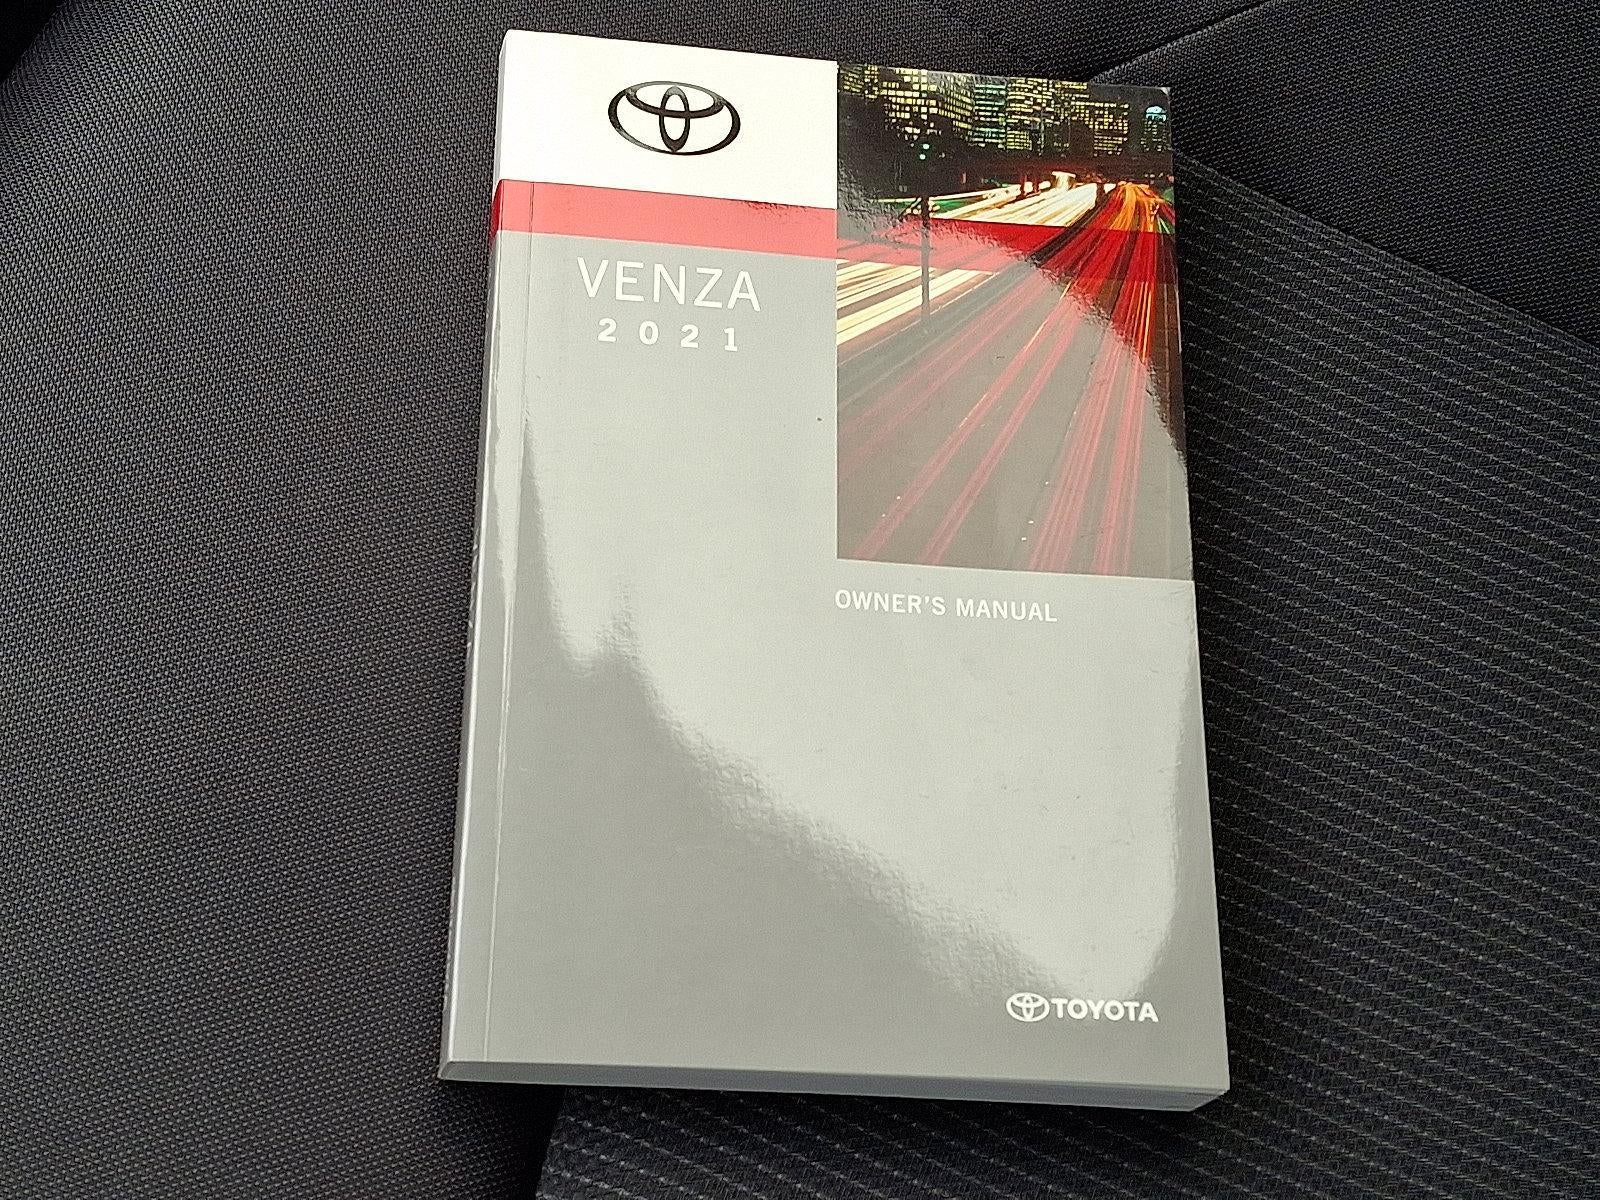 VENZA
2021
OWNER'S MANUAL
TOYOTA